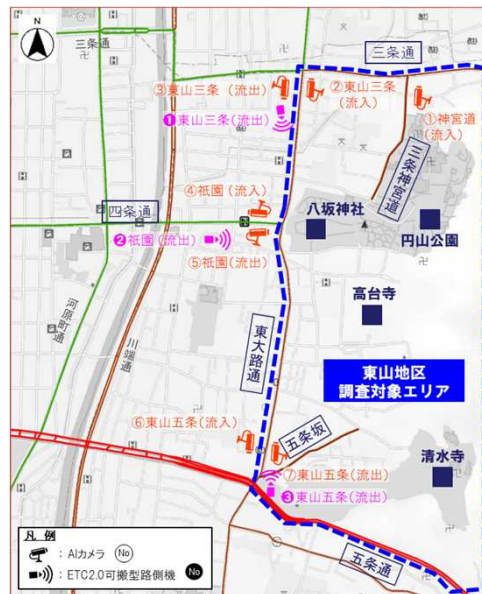 N
三条通
三条通
③東山三条(流出)
②東山三条
(流入)
❶東山三条(流出)
①神宮道
(流入)
三条神宮道
④祇園(流入)
四条通
八坂神社
円山公園
❷祇園(流出)
⑤祇園(流出)
高台寺
河原町通
川端通
東大路通
東山地区
調査対象エリア
⑥東山五条(流入)
五条坂
清水寺
⑦東山五条(流出)
❸東山五条(流出)
五条通
凡例
:AIカメラ No
:ETC2.0可搬型路側機 No